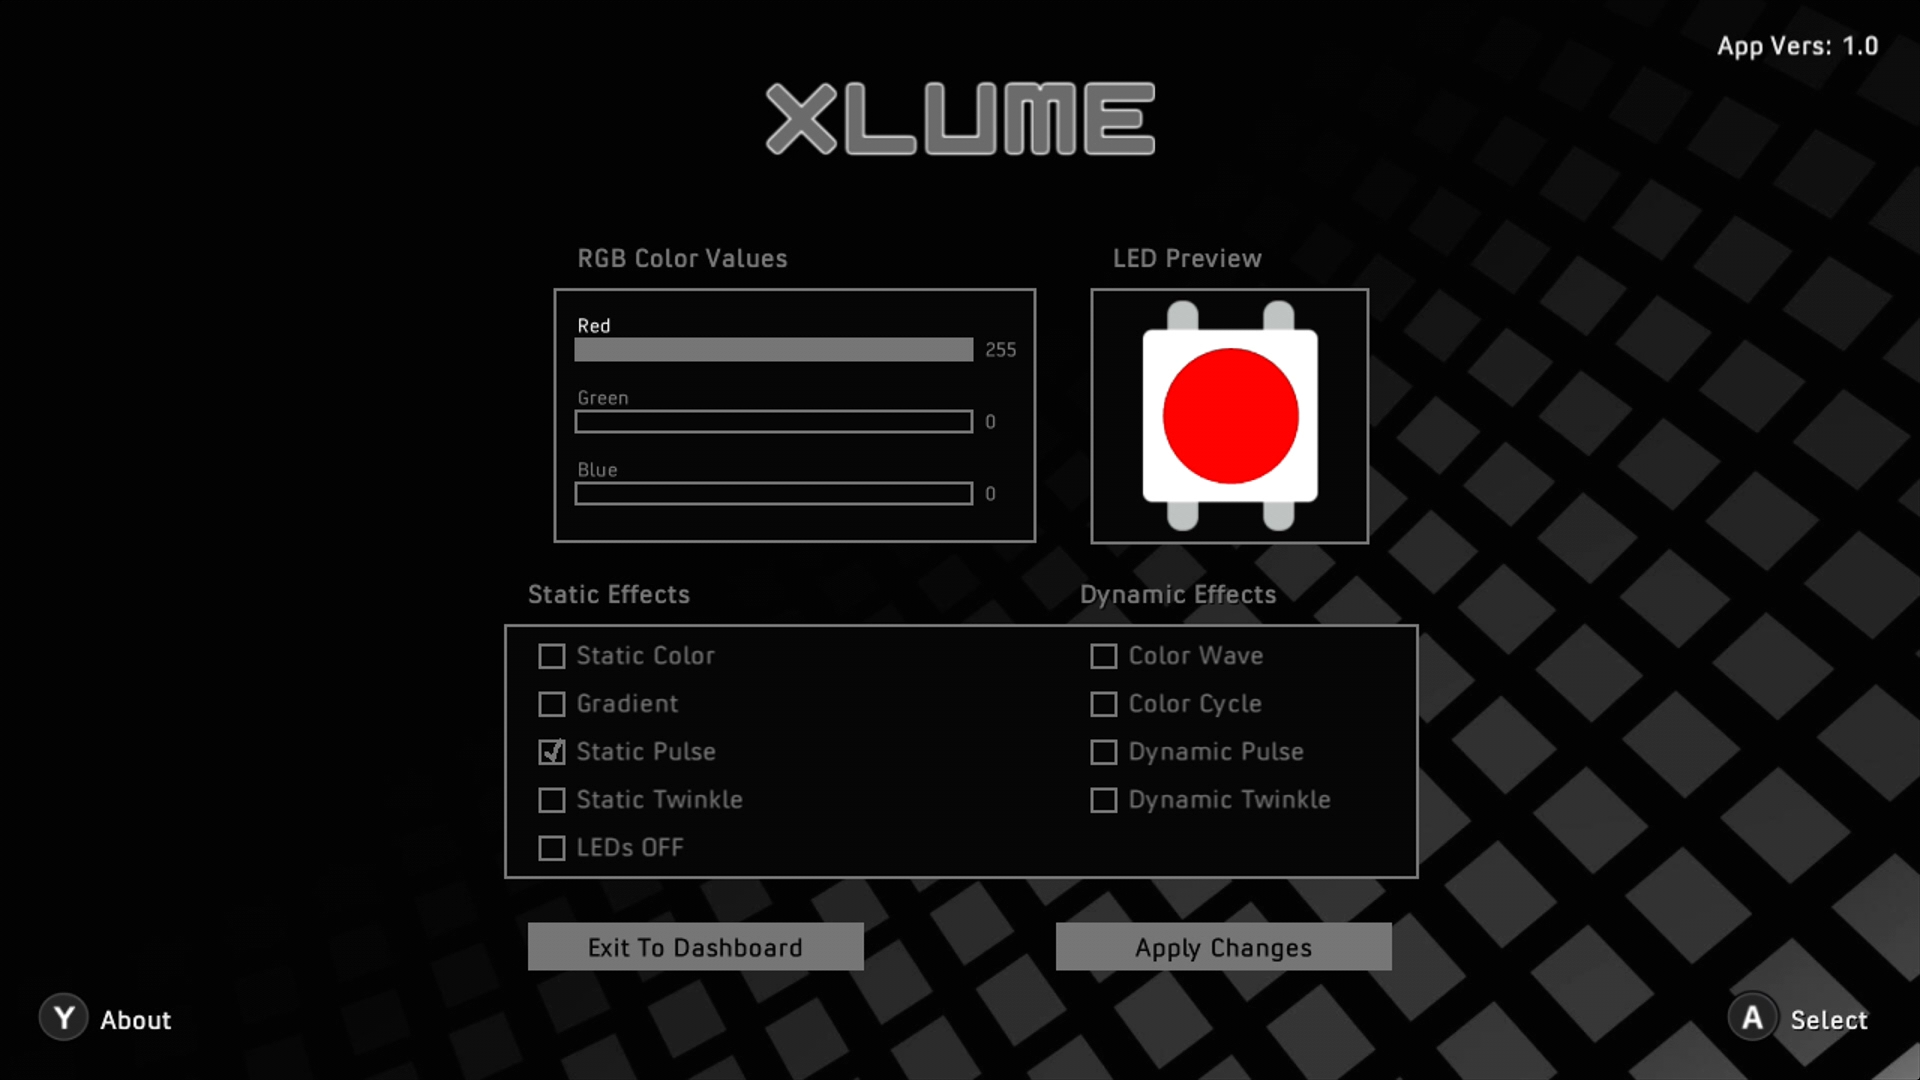 App Vers: 1.0
XLUME
RGB Color Values
LED Preview
Red
255
Green
0
Blue
0
Static Effects
Dynamic Effects
Static Color
Color Wave
Gradient
Color Cycle
Static Pulse
Dynamic Pulse
Static Twinkle
Dynamic Twinkle
LEDs OFF
Exit To Dashboard
Apply Changes
Y About
A Select